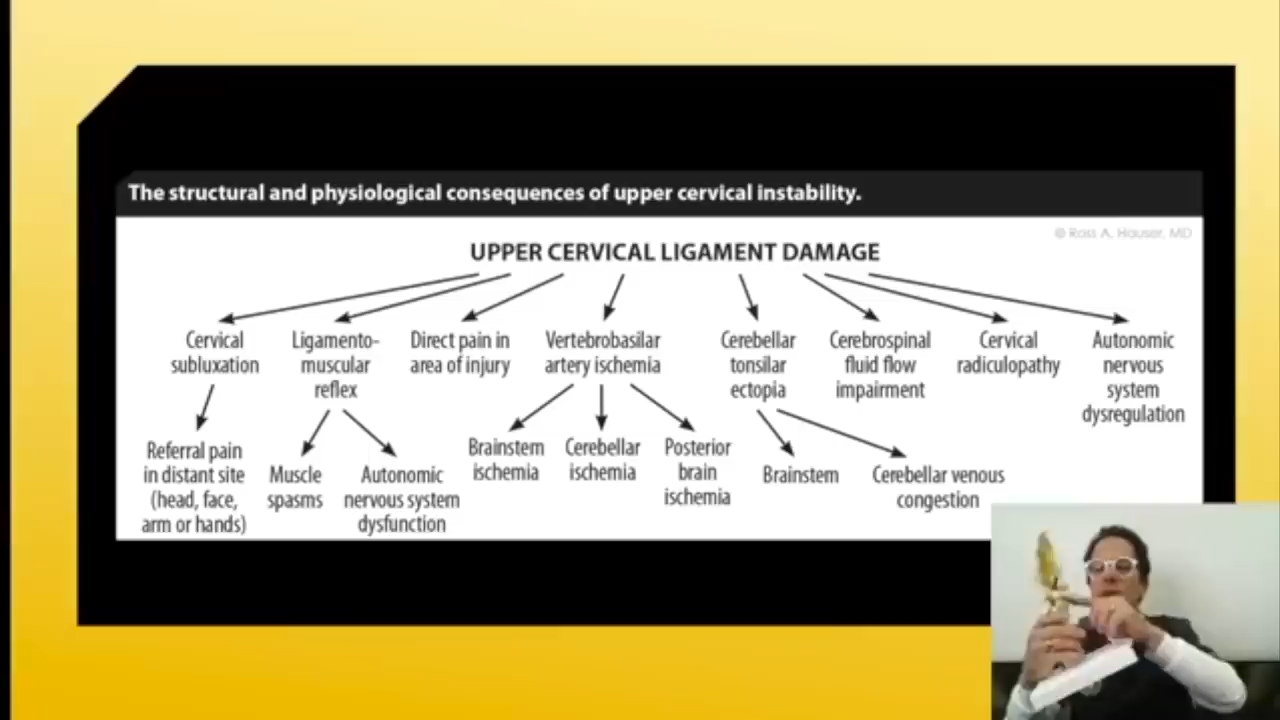 The structural and physiological consequences of upper cervical instability.
© Ross A. Hauser, MD
UPPER CERVICAL LIGAMENT DAMAGE
Cervical
subluxation
Ligamento-
muscular
reflex
Direct pain in
area of injury
Vertebrobasilar
artery ischemia
Cerebellar
tonsilar
ectopia
Cerebrospinal
fluid flow
impairment
Cervical
radiculopathy
Autonomic
nervous
system
dysregulation
Referral pain
in distant site
(head, face,
arm or hands)
Muscle
spasms
Autonomic
nervous system
dysfunction
Brainstem
ischemia
Cerebellar
ischemia
Posterior
brain
ischemia
Brainstem
Cerebellar venous
congestion